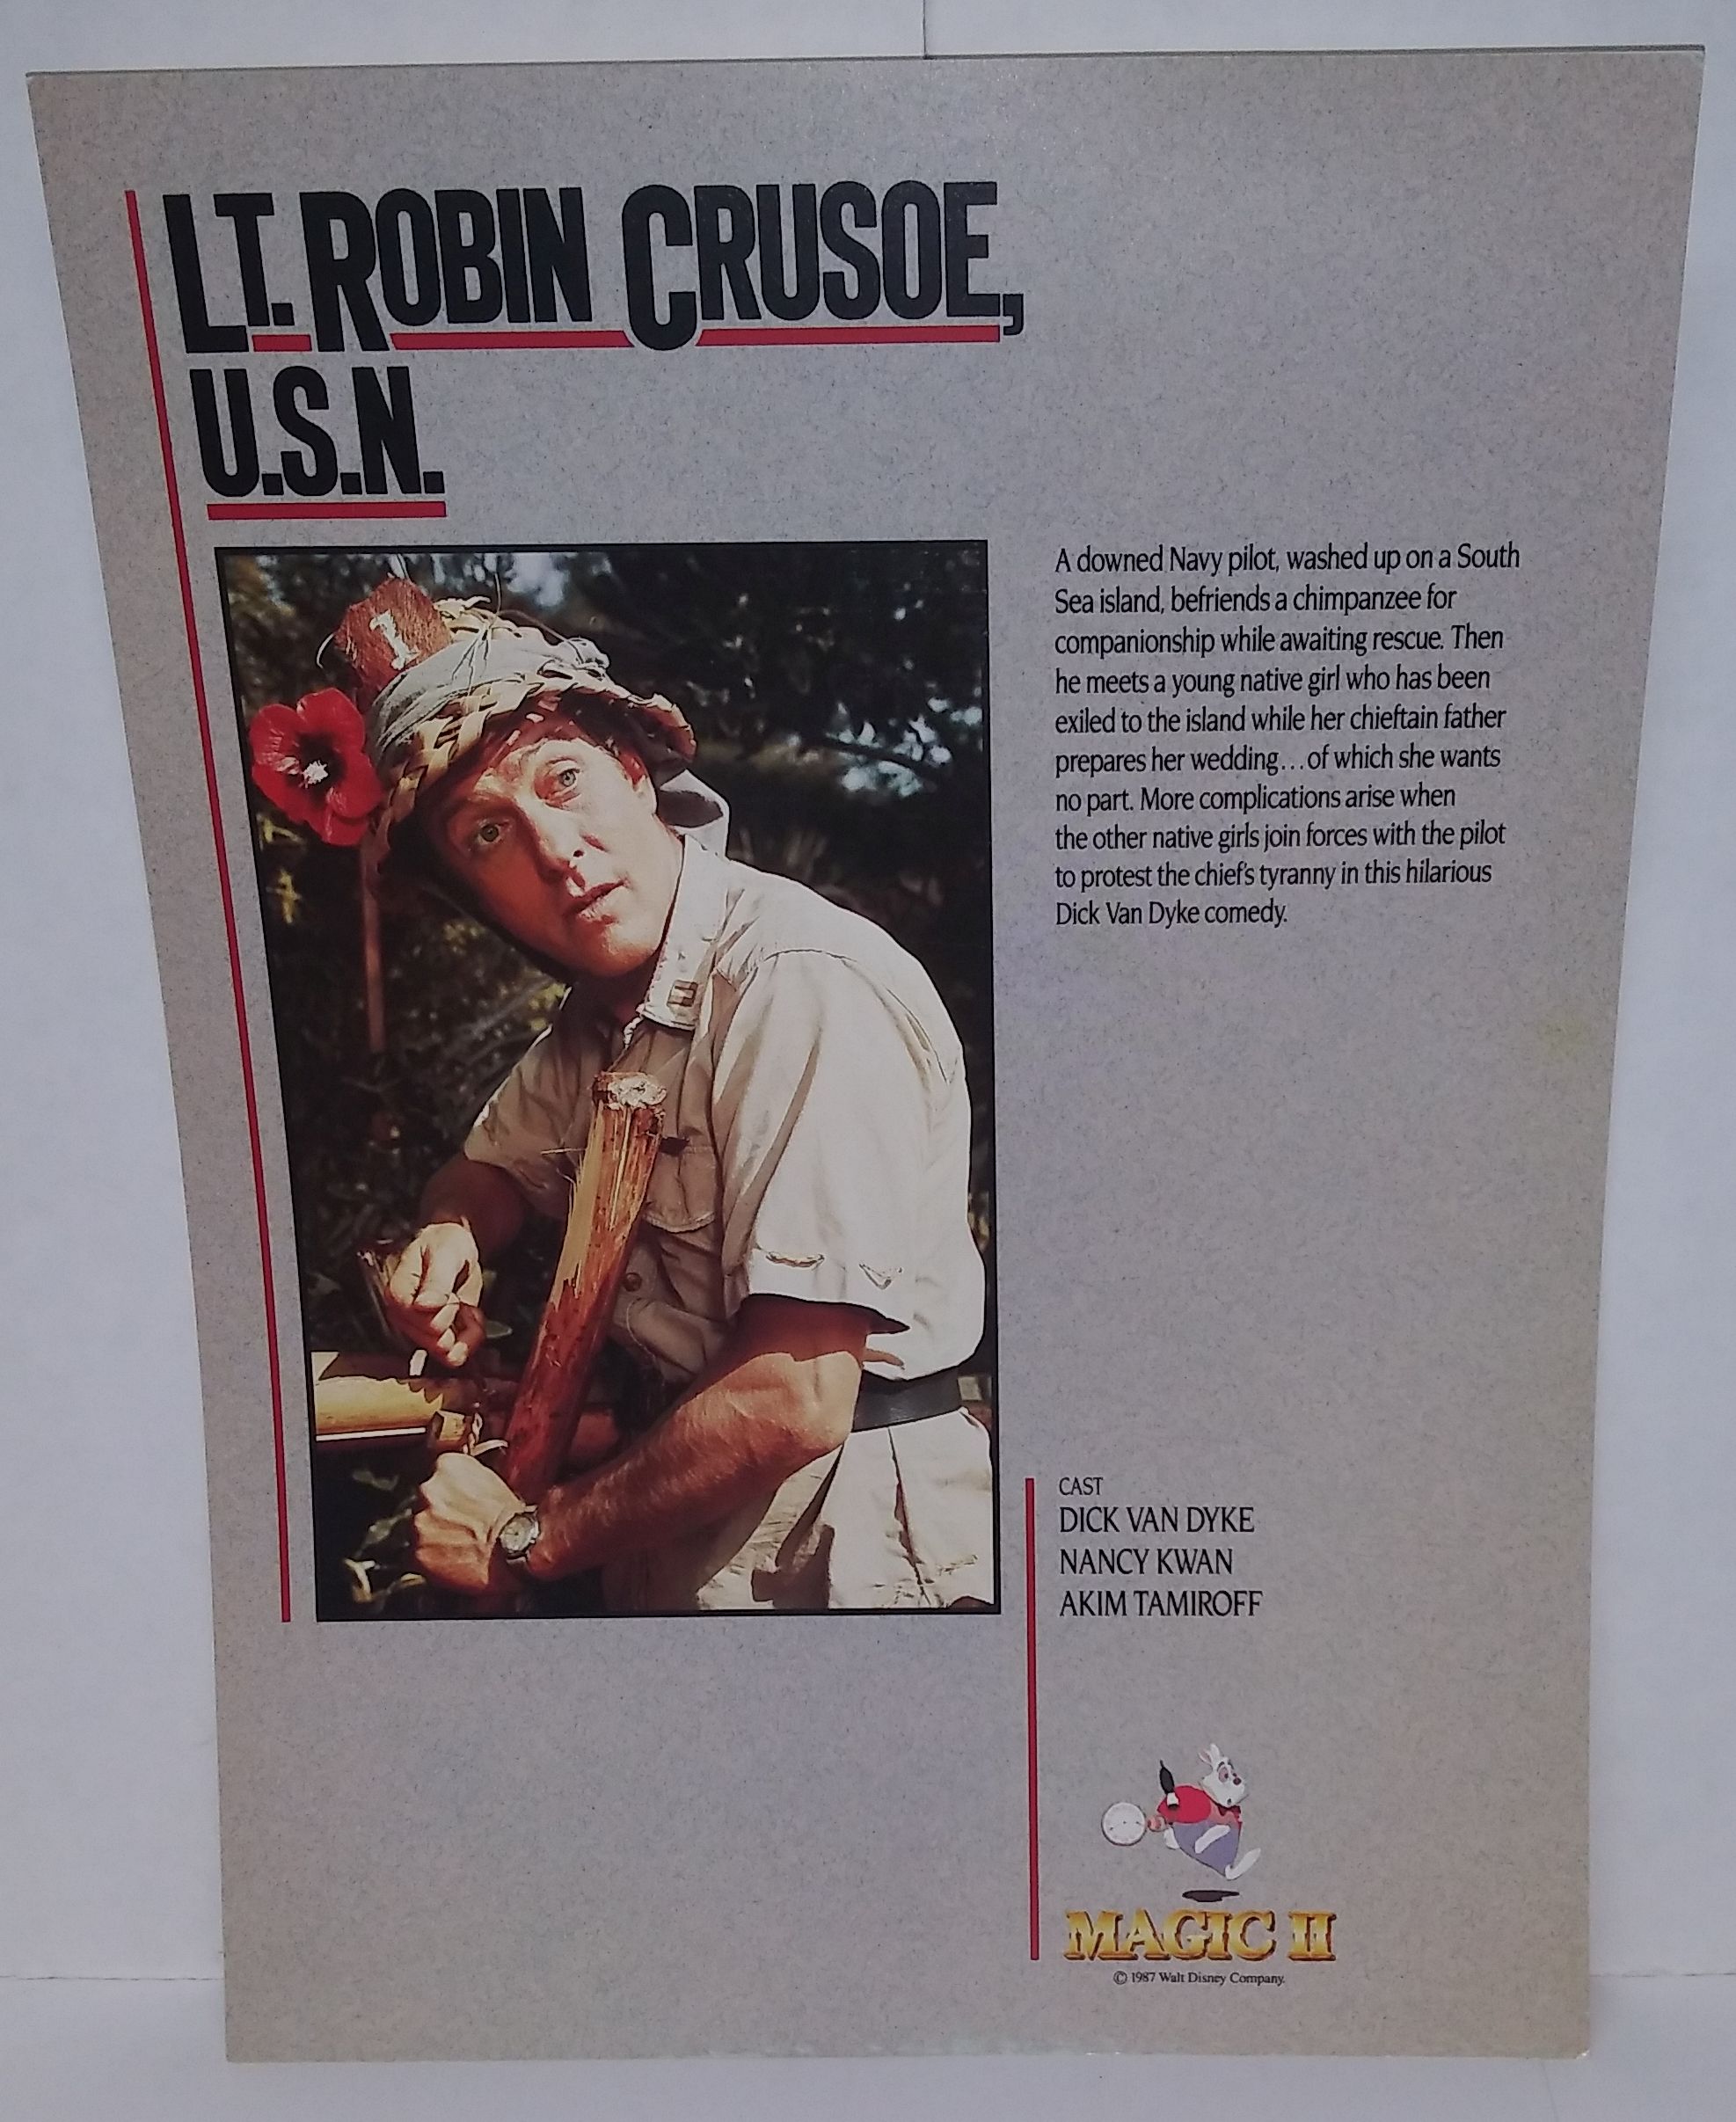 LT. ROBIN CRUSOE,
U.S.N.
1
A downed Navy pilot, washed up on a South
Sea island, befriends a chimpanzee for
companionship while awaiting rescue. Then
he meets a young native girl who has been
exiled to the island while her chieftain father
prepares her wedding...of which she wants
no part. More complications arise when
the other native girls join forces with the pilot
to protest the chief's tyranny in this hilarious
Dick Van Dyke comedy.
CAST
DICK VAN DYKE
NANCY KWAN
AKIM TAMIROFF
MAGIC II
© 1987 Walt Disney Company.